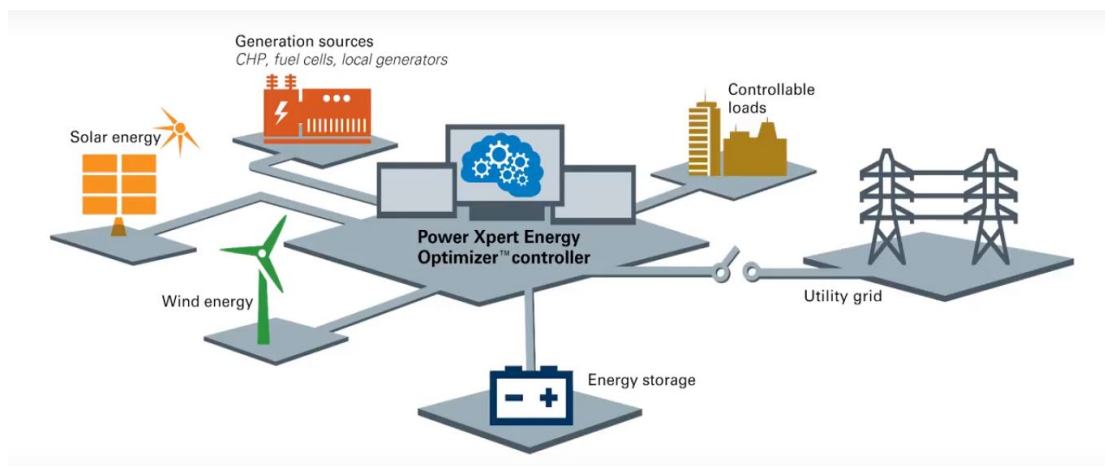 Generation sources
CHP, fuel cells, local generators
Controllable
loads
Solar energy
Power Xpert Energy
Optimizer™ controller
Wind energy
Utility grid
Energy storage